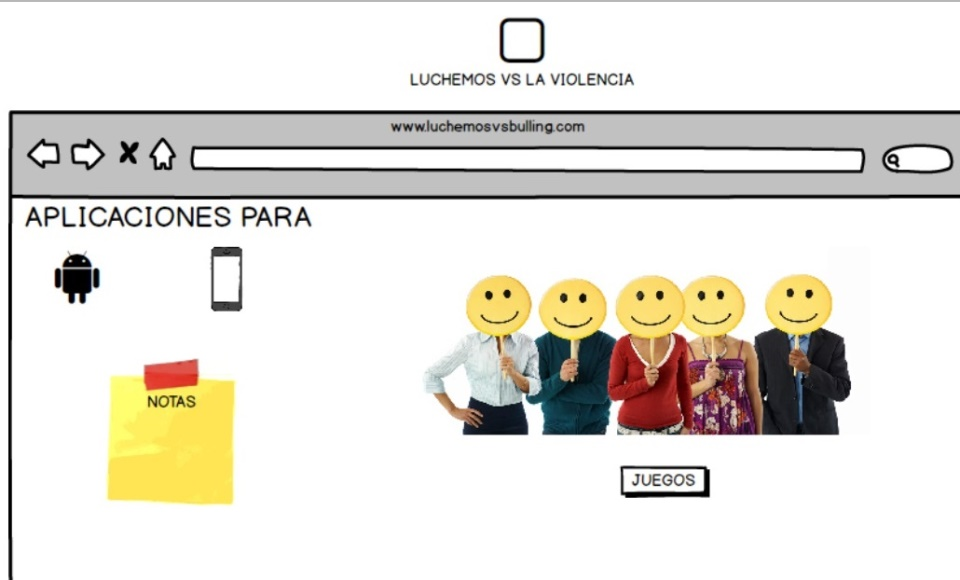 LUCHEMOS VS LA VIOLENCIA
www.luchemosvsbulling.com
APLICACIONES PARA
NOTAS
JUEGOS